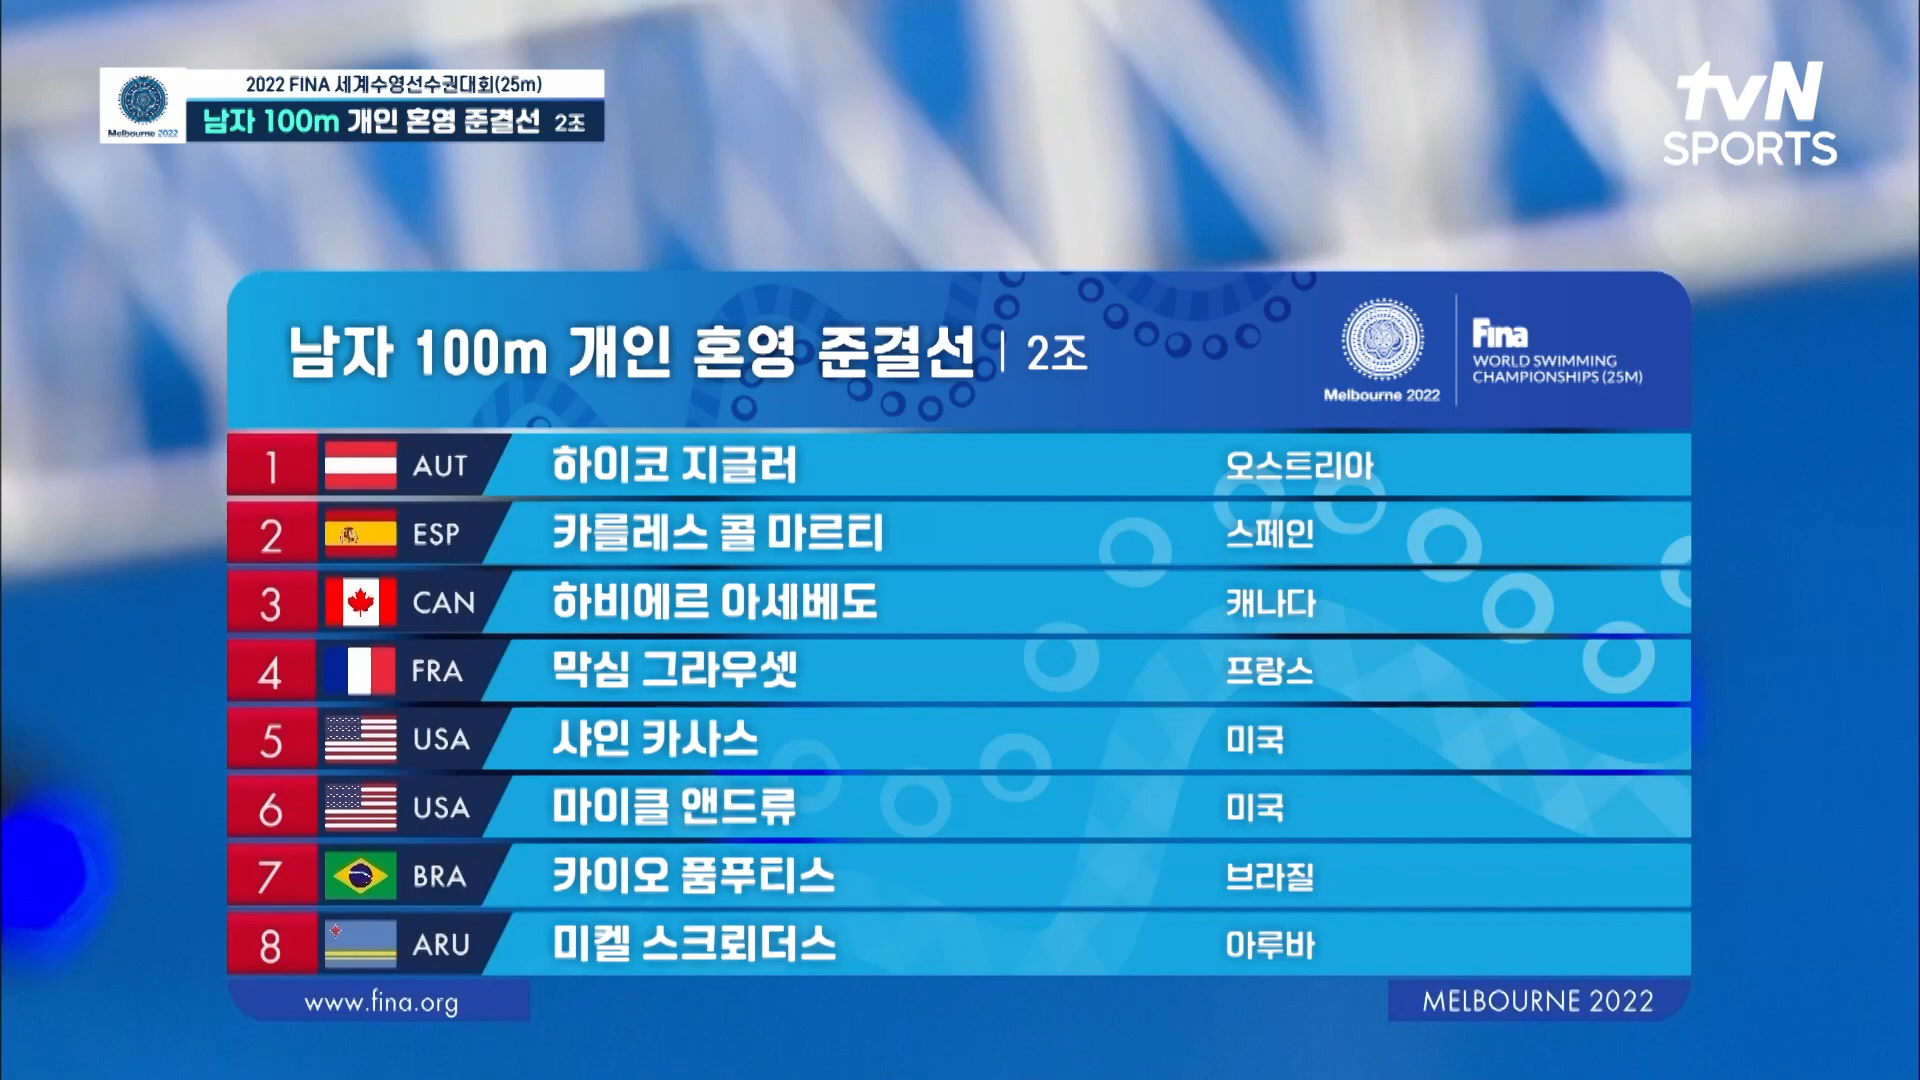 2022 FINA 세계수영선수권대회(25m)
남자 100m 개인 혼영 준결선 2조
Melbourne 2022
tvN
SPORTS
남자 100m 개인 혼영 준결선 | 2조
Melbourne 2022
Fina
WORLD SWIMMING
CHAMPIONSHIPS (25M)
1 AUT 하이코 지글러 오스트리아
2 ESP 카를레스 콜 마르티 스페인
3 CAN 하비에르 아세베도 캐나다
4 FRA 막심 그라우셋 프랑스
5 USA 샤인 카사스 미국
6 USA 마이클 앤드류 미국
7 BRA 카이오 품푸티스 브라질
8 ARU 미켈 스크뢰더스 아루바
www.fina.org
MELBOURNE 2022